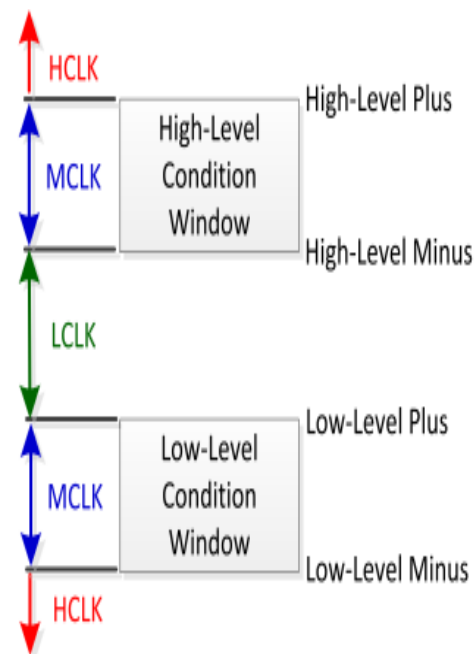 HCLK
High-Level Plus
High-Level
Condition
Window
MCLK
High-Level Minus
LCLK
Low-Level Plus
Low-Level
Condition
Window
MCLK
Low-Level Minus
HCLK